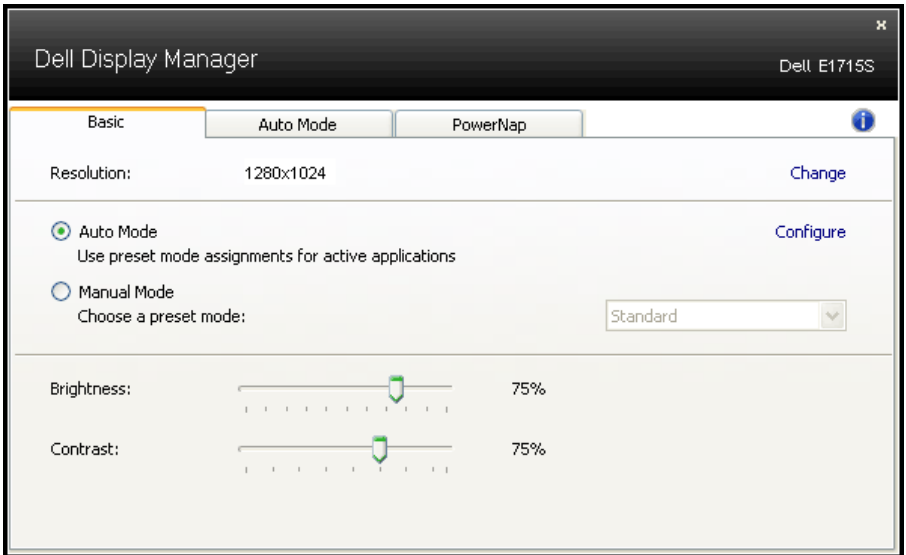 x
Dell Display Manager
Dell E1715S
Basic Auto Mode PowerNap i
Resolution: 1280x1024 Change
Auto Mode Configure
Use preset mode assignments for active applications
Manual Mode
Choose a preset mode: Standard
Brightness: 75%
Contrast: 75%